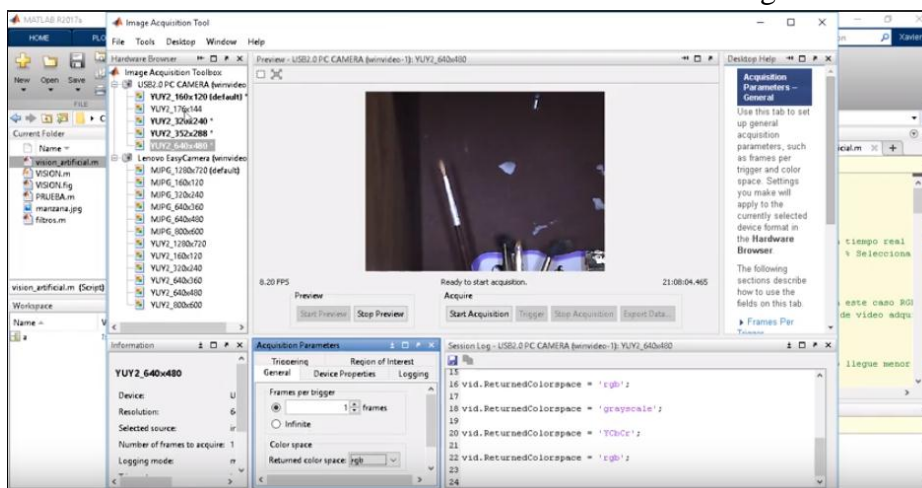 MATLAB R2017a
Image Acquisition Tool
HOME
Xavier
File Tools Desktop Window Help
New Open Save
FILE
Hardware Browser
Image Acquisition Toolbox
USB2.0 PC CAMERA (winvideo
YUY2_160x120 (default) *
YUY2_176x144
YUY2_320x240 *
YUY2_352x288 *
YUY2_640x480 *
Lenovo EasyCamera (winvideo
MJPG_1280x720 (default)
MJPG_160x120
MJPG_320x240
MJPG_640x360
MJPG_640x480
MJPG_800x600
YUY2_1280x720
YUY2_160x120
YUY2_320x240
YUY2_640x360
YUY2_640x480
YUY2_800x600
Current Folder
Name
vision_artificial.m
VISION.m
VISION.fig
PRUEBA.m
manzana.jpg
filtros.m
vision_artificial.m (Script)
Workspace
Name
a
Preview - USB2.0 PC CAMERA (winvideo-1): YUY2_640x480
8.20 FPS
Ready to start acquisition.
21:08:04.465
Preview
Start Preview Stop Preview
Acquire
Start Acquisition Trigger Stop Acquisition Export Data...
Desktop Help
Acquisition
Parameters –
General
Use this tab to set
up general
acquisition
parameters, such
as frames per
trigger and color
space. Settings
you make will
apply to the
currently selected
device format in
the Hardware
Browser.
The following
sections describe
how to use the
fields on this tab.
Frames Per
icial.m
tiempo real
% Selecciona
este caso RGB
de video adqu
llegue menor
Information
YUY2_640x480
Device: U
Resolution: 6
Selected source: ir
Number of frames to acquire: 1
Logging mode: m
Acquisition Parameters
Triggering Region of Interest
General Device Properties Logging
Frames per trigger
1 frames
Infinite
Color space
Returned color space: rgb
Session Log - USB2.0 PC CAMERA (winvideo-1): YUY2_640x480
15
16 vid.ReturnedColorspace = 'rgb';
17
18 vid.ReturnedColorspace = 'grayscale';
19
20 vid.ReturnedColorspace = 'YCbCr';
21
22 vid.ReturnedColorspace = 'rgb';
23
24